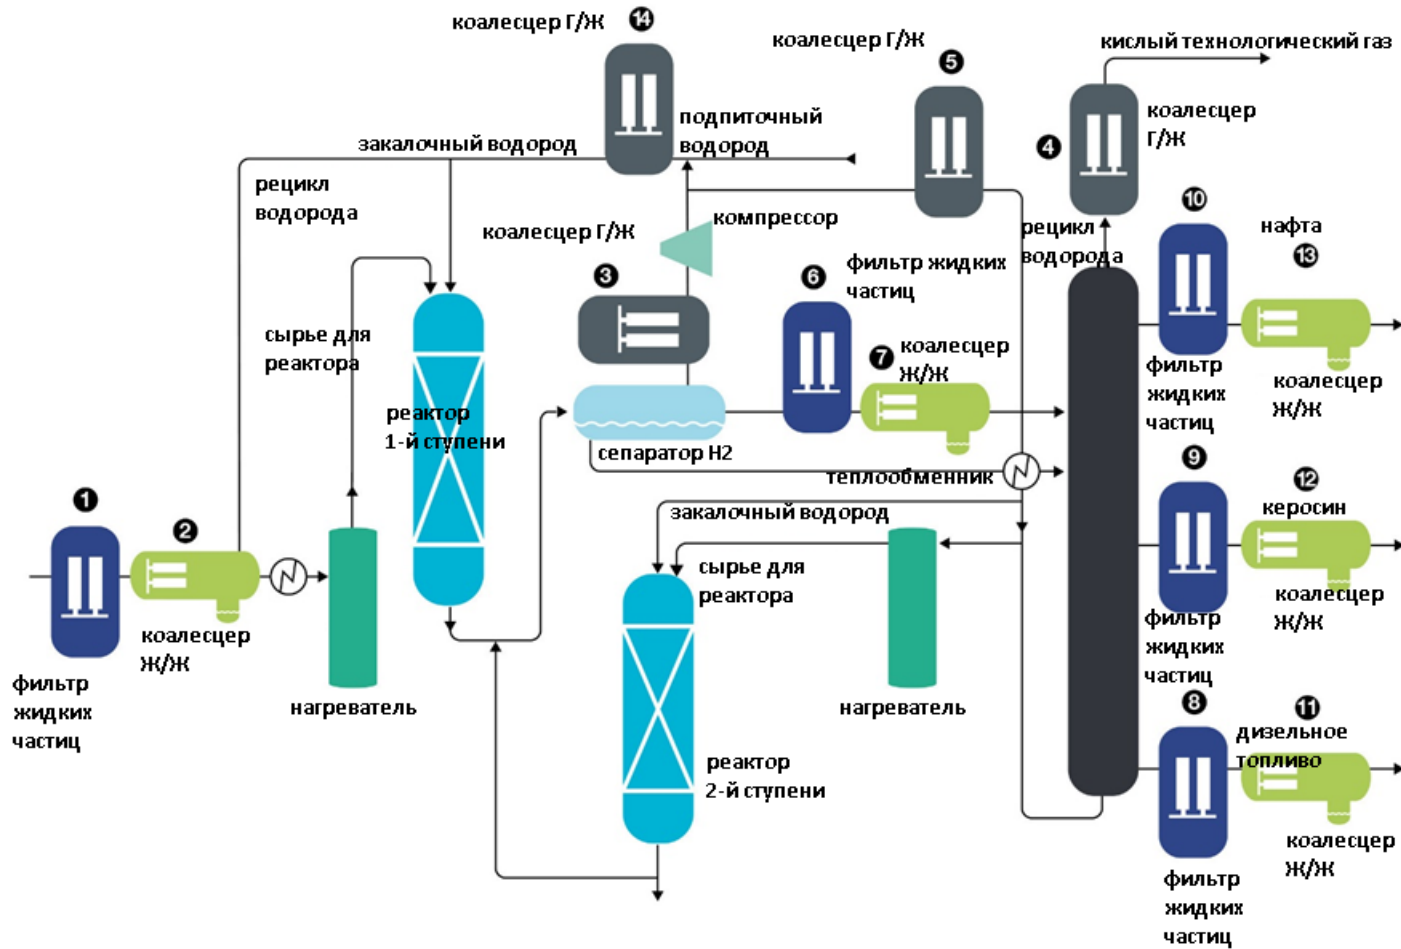 коалесцер Г/Ж
14
коалесцер Г/Ж
5
кислый технологический газ
коалесцер
Г/Ж
4
подпиточный
водород
закалочный водород
рецикл
водорода
компрессор
коалесцер Г/Ж
3
рецикл
водорода
10
нафта
13
6
фильтр жидких
частиц
сырье для
реактора
7
коалесцер
Ж/Ж
фильтр
жидких
частиц
коалесцер
Ж/Ж
реактор
1-й ступени
сепаратор Н2
теплообменник
9
12
керосин
1
2
закалочный водород
сырье для
реактора
коалесцер
Ж/Ж
фильтр
жидких
частиц
коалесцер
Ж/Ж
фильтр
жидких
частиц
нагреватель
нагреватель
8
11
дизельное
топливо
реактор
2-й ступени
коалесцер
Ж/Ж
фильтр
жидких
частиц